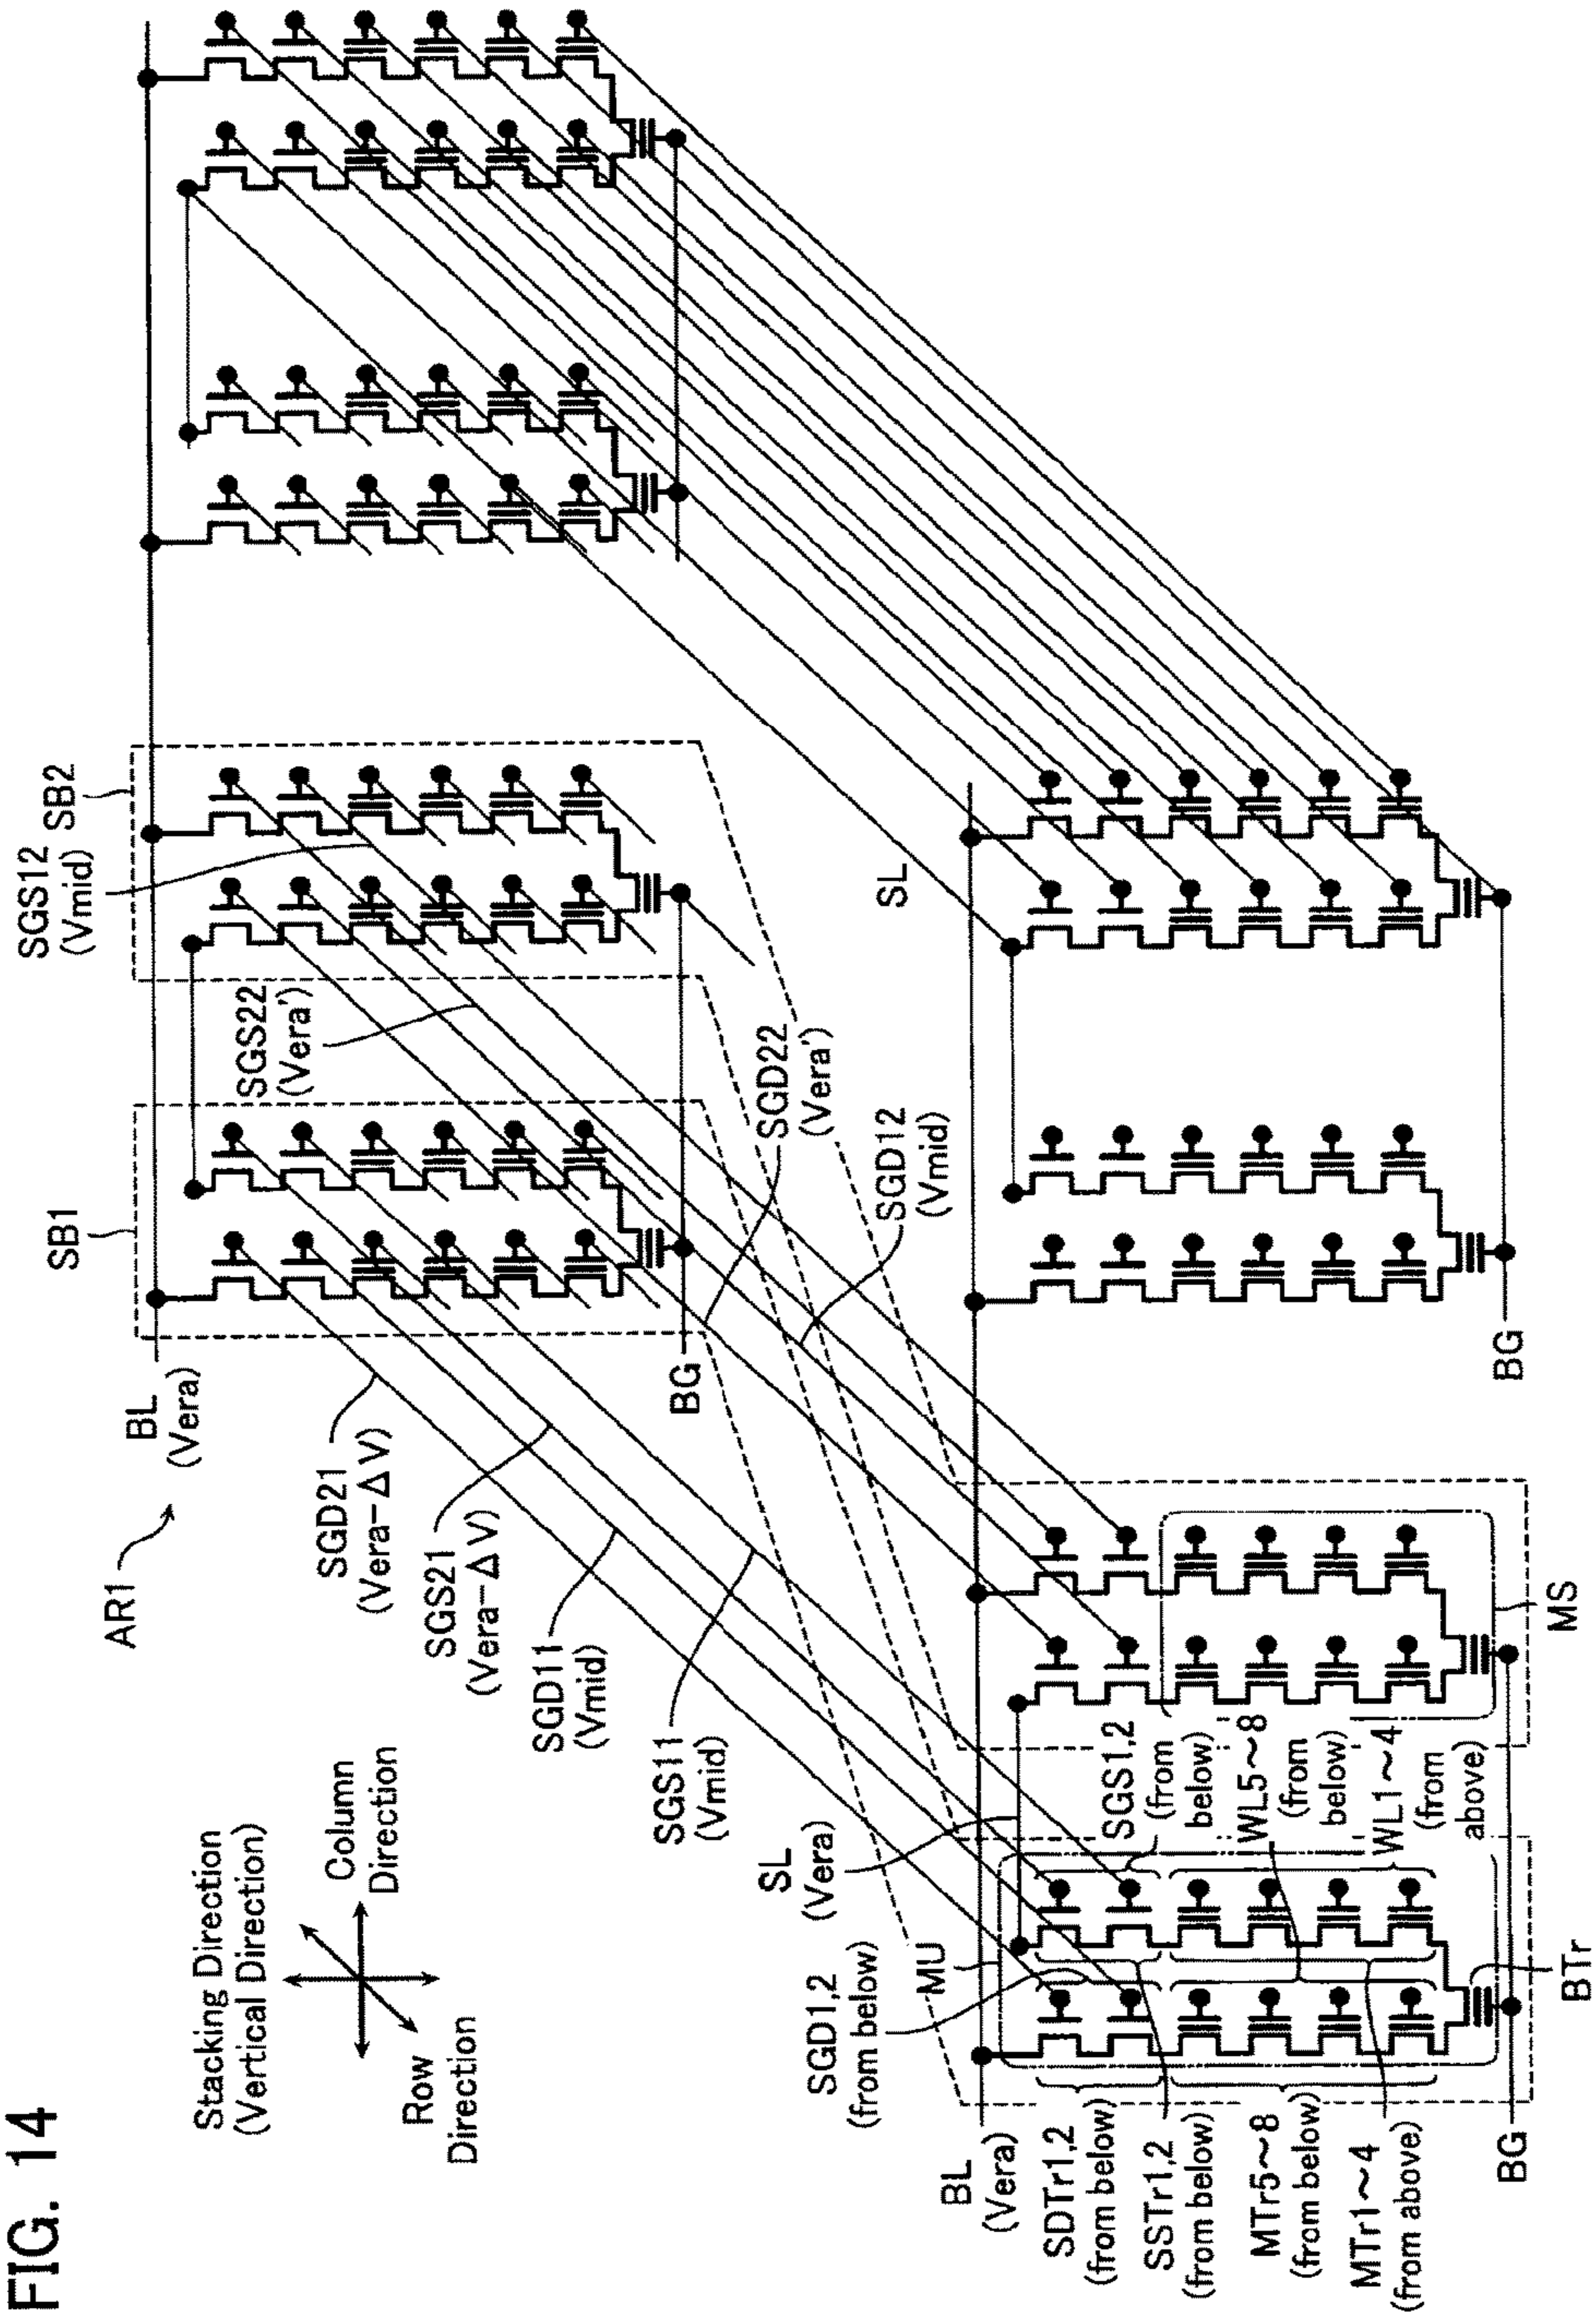 FIG. 14
Stacking Direction
(Vertical Direction)
Column
Direction
Row
Direction
AR1
BL
(Vera)
SB1
SB2
SGS12
(Vmid)
SGS22
(Vera')
SGD21
(Vera-ΔV)
SGS21
(Vera-ΔV)
SGD11
(Vmid)
SGS11
(Vmid)
BG
SGD22
(Vera')
SGD12
(Vmid)
SL
(Vera)
SL
SGD1,2
(from below)
MU
SGS1,2
(from
below)
WL5~8
(from
below)
WL1~4
(from
above)
BL
(Vera)
SDTr1,2
(from below)
SSTr1,2
(from below)
MTr5~8
(from below)
MTr1~4
(from above)
BG
BTr
MS
BG